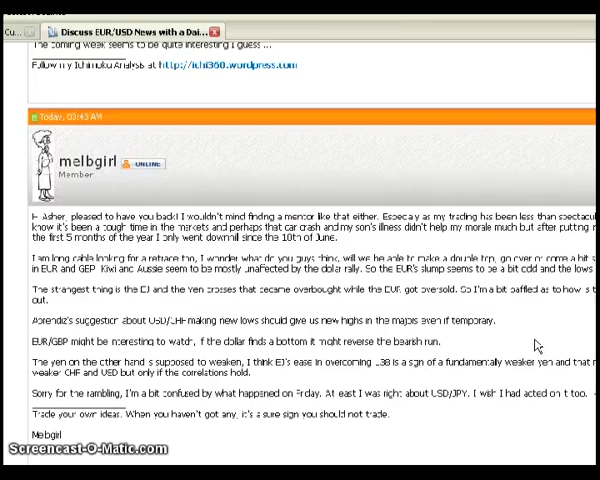 Cu...
Discuss EUR/USD News with a Dai...
The coming week seems to be quite interesting I guess ...
Follow my Ichimoku Analysis at http://ichi360.wordpress.com
Today, 03:43 AM
melbgirl ONLINE
Member
Hi Asher, pleased to have you back! I wouldn't mind finding a mentor like that either. Especially as my trading has been less than spectacul
know it's been a tough time in the markets and perhaps that car crash and my son's illness didn't help my morale much but after putting
the first 5 months of the year I only went downhill since the 10th of June.
I am long cable looking for a retrace too, I wonder what do you guys think, will we be able to make a double top, go over or come a bit s
in EUR and GBP. Kiwi and Aussie seem to be mostly unaffected by the dollar rally. So the EUR's slump seems to be a bit odd and the lows
The strangest thing is the EJ and the Yen crosses that became overbought while the EUR got oversold. So I'm a bit baffled as to how is t
out.
Aprendiz's suggestion about USD/CHF making new lows should give us new highs in the majors even if temporary.
EUR/GBP might be interesting to watch, if the dollar finds a bottom it might reverse the bearish run.
The yen on the other hand is supposed to weaken, I think EJ's ease in overcoming 138 is a sign of a fundamentally weaker yen and that
weaker CHF and USD but only if the correlations hold.
Sorry for the rambling, I'm a bit confused by what happened on Friday. At least I was right about USD/JPY. I wish I had acted on it too.
Trade your own ideas. When you haven't got any, it's a sure sign you should not trade.
Melbgirl
Screencast-O-Matic.com